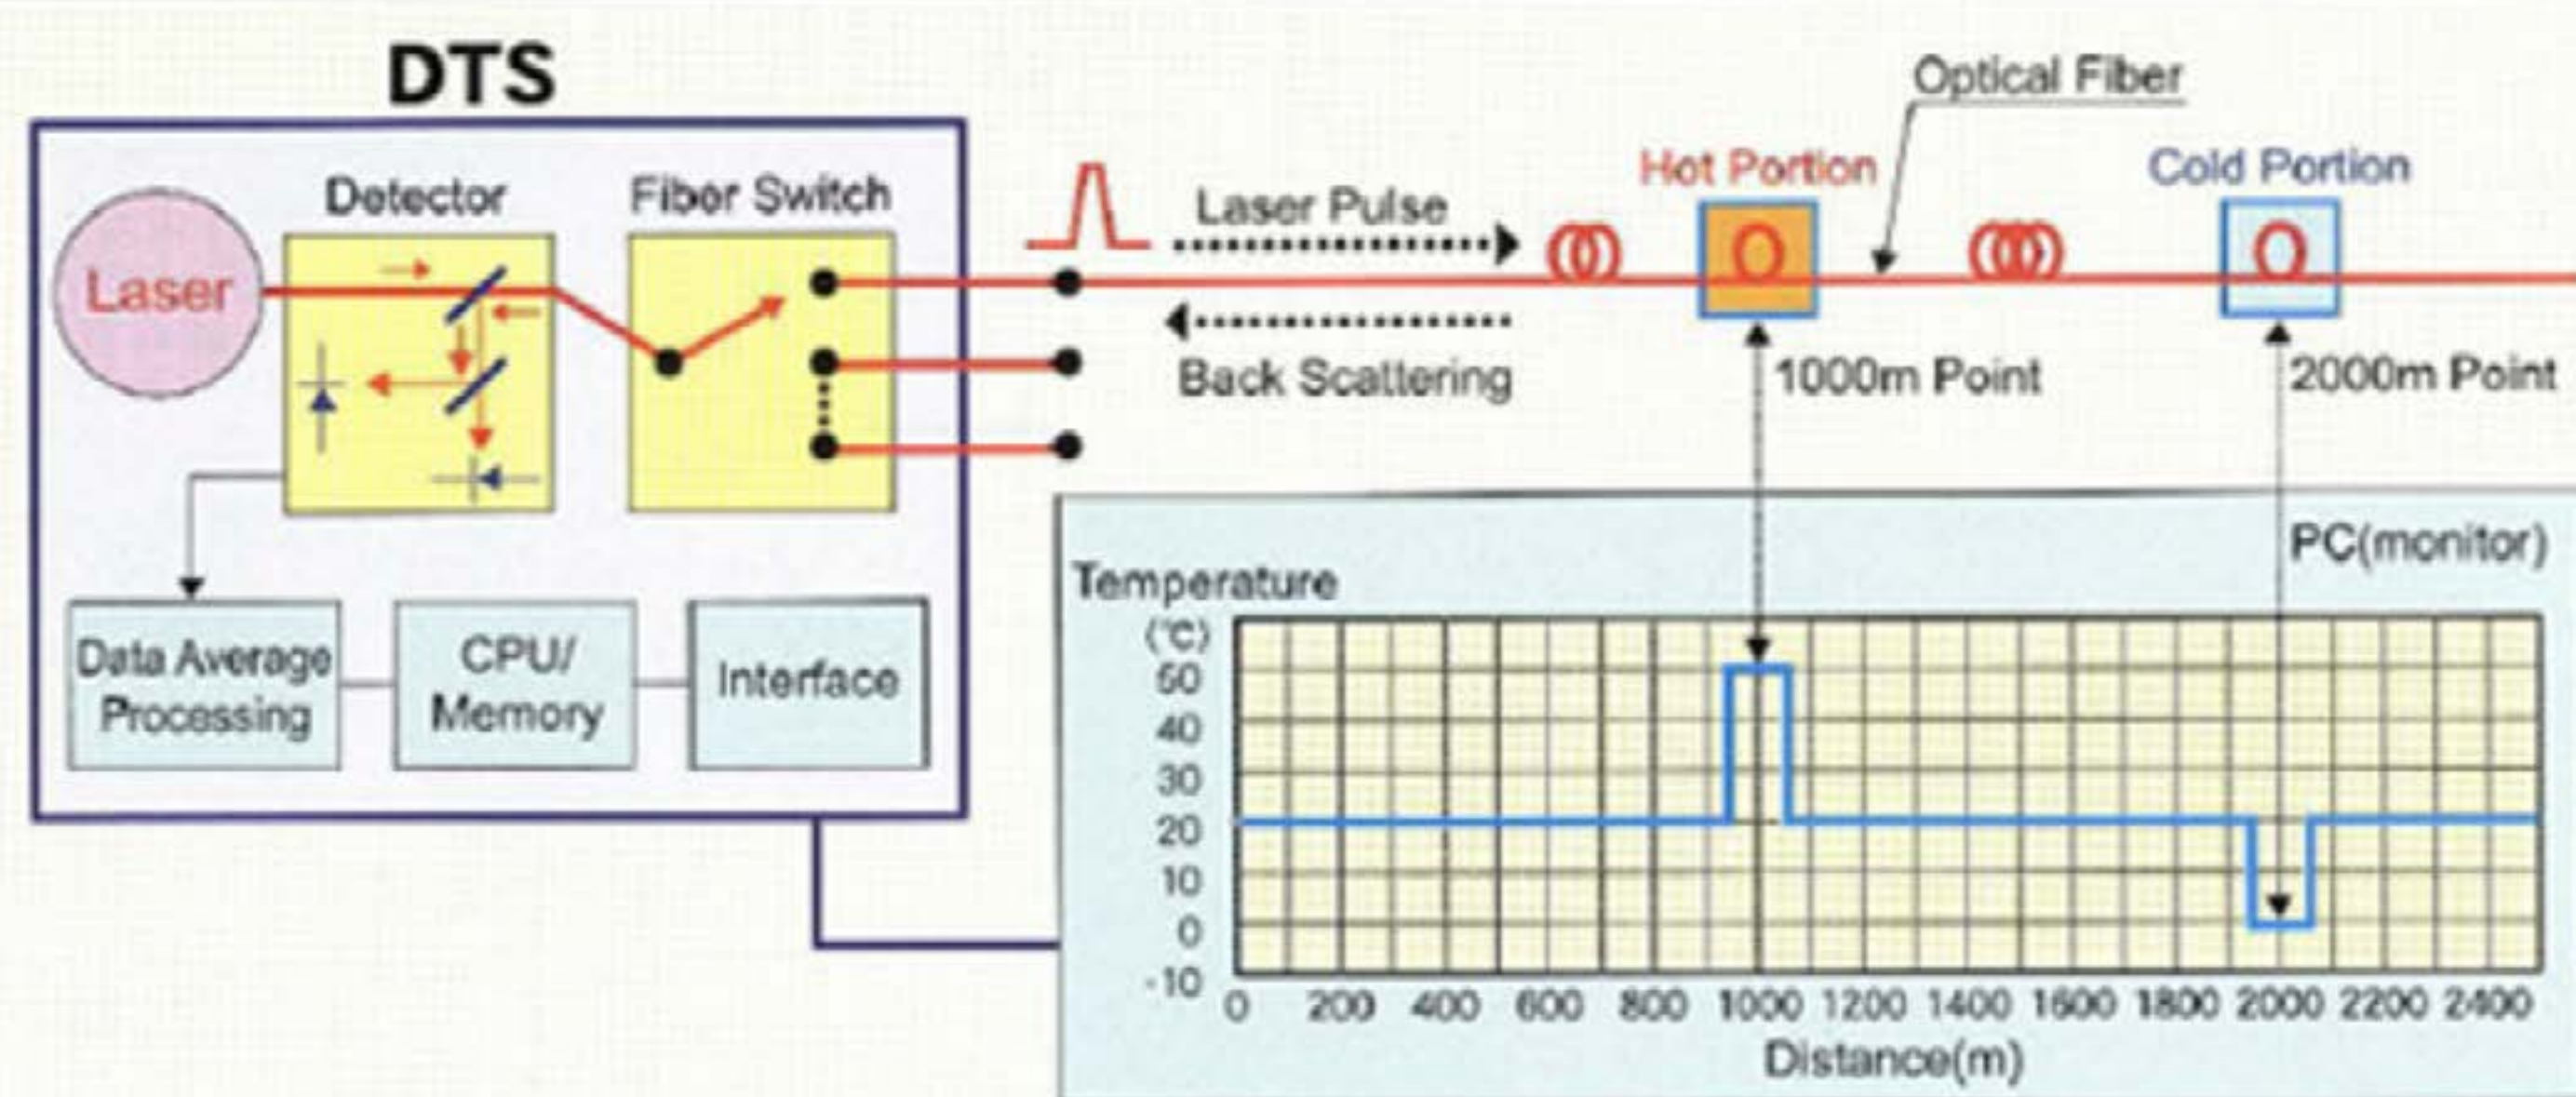 DTS
Laser
Detector
Fiber Switch
Data Average
Processing
CPU/
Memory
Interface
Laser Pulse
Back Scattering
Optical Fiber
Hot Portion
Cold Portion
1000m Point
2000m Point
PC(monitor)
Temperature
(℃)
50
40
30
20
10
0
-10
0 200 400 600 800 1000 1200 1400 1600 1800 2000 2200 2400
Distance(m)